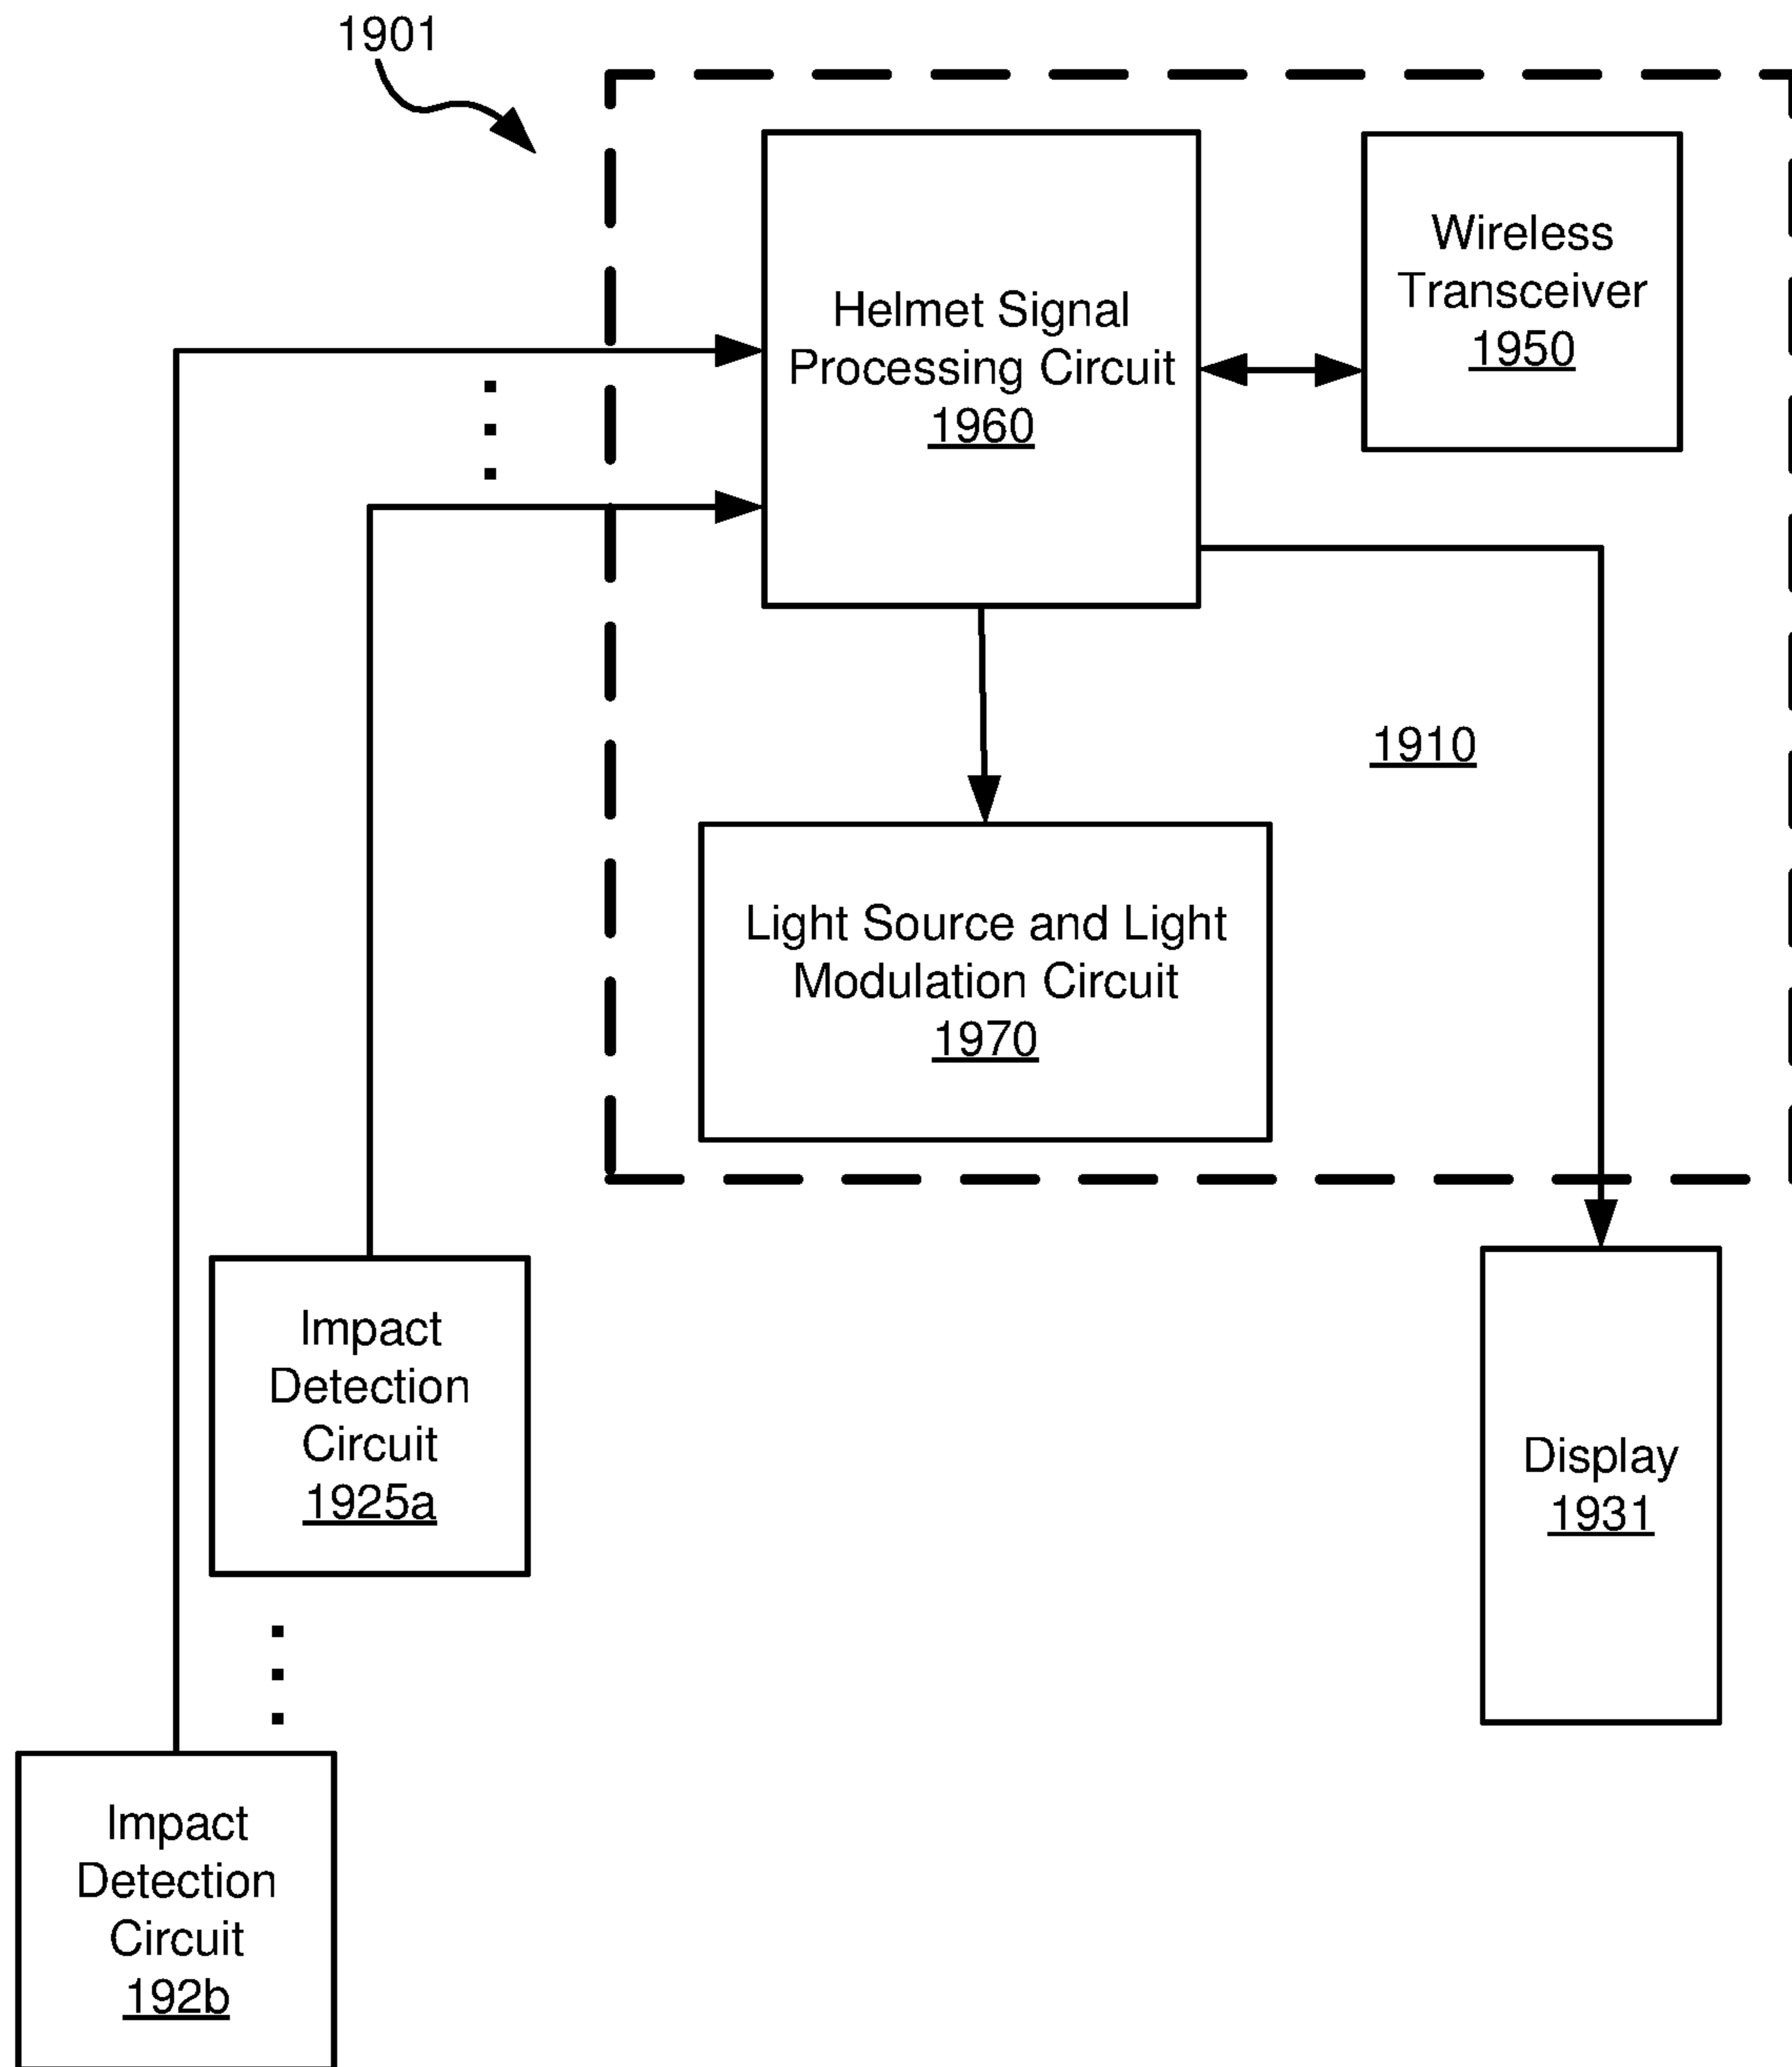 1901
Helmet Signal
Processing Circuit
1960
Wireless
Transceiver
1950
1910
Light Source and Light
Modulation Circuit
1970
Impact
Detection
Circuit
1925a
Display
1931
Impact
Detection
Circuit
192b